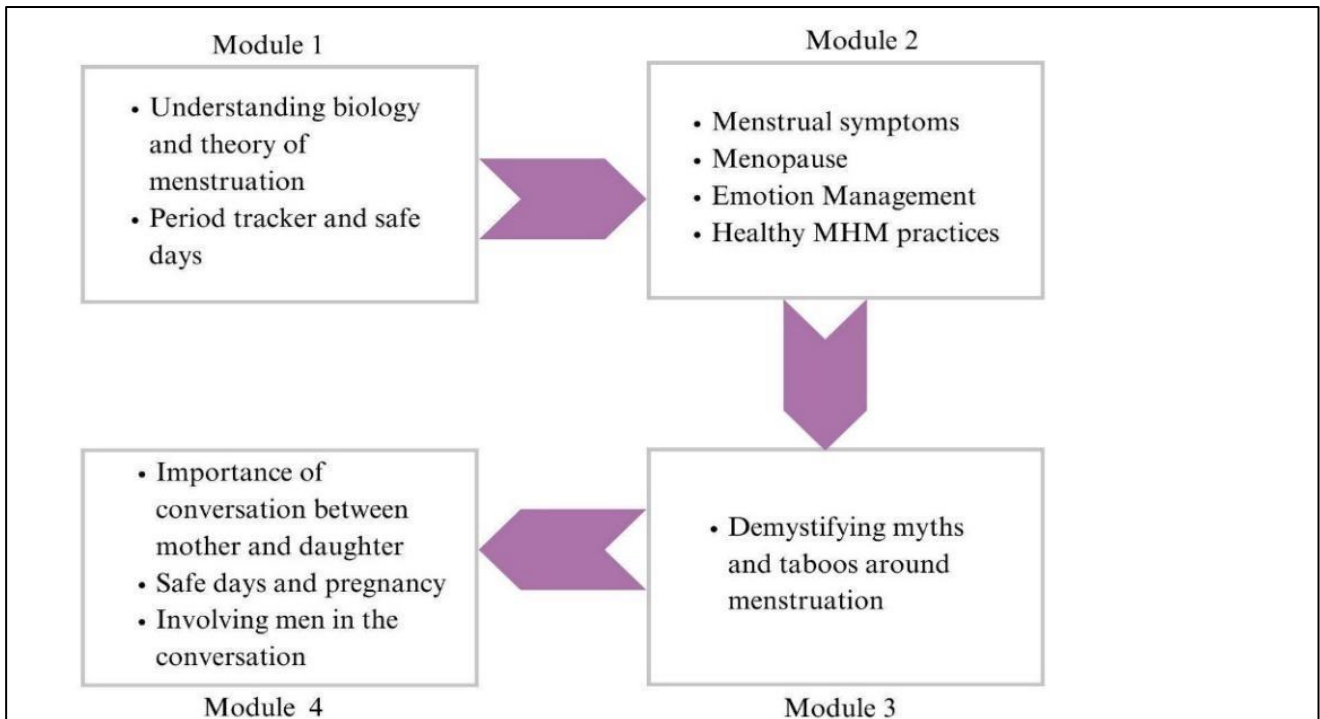 Module 1
• Understanding biology
and theory of
menstruation
• Period tracker and safe
days
Module 2
• Menstrual symptoms
• Menopause
• Emotion Management
• Healthy MHM practices
• Demystifying myths
and taboos around
menstruation
Module 3
• Importance of
conversation between
mother and daughter
• Safe days and pregnancy
• Involving men in the
conversation
Module 4